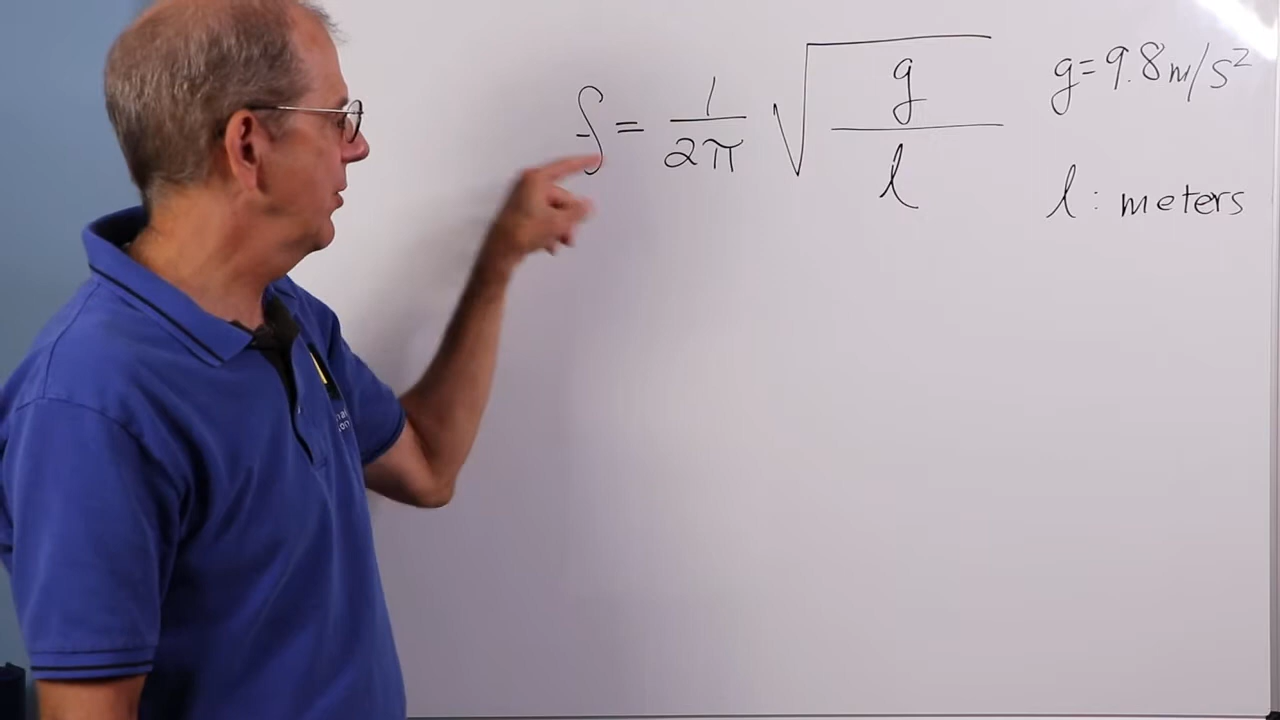 f = 1/2π √g/l
g = 9.8 m/s²
l : meters